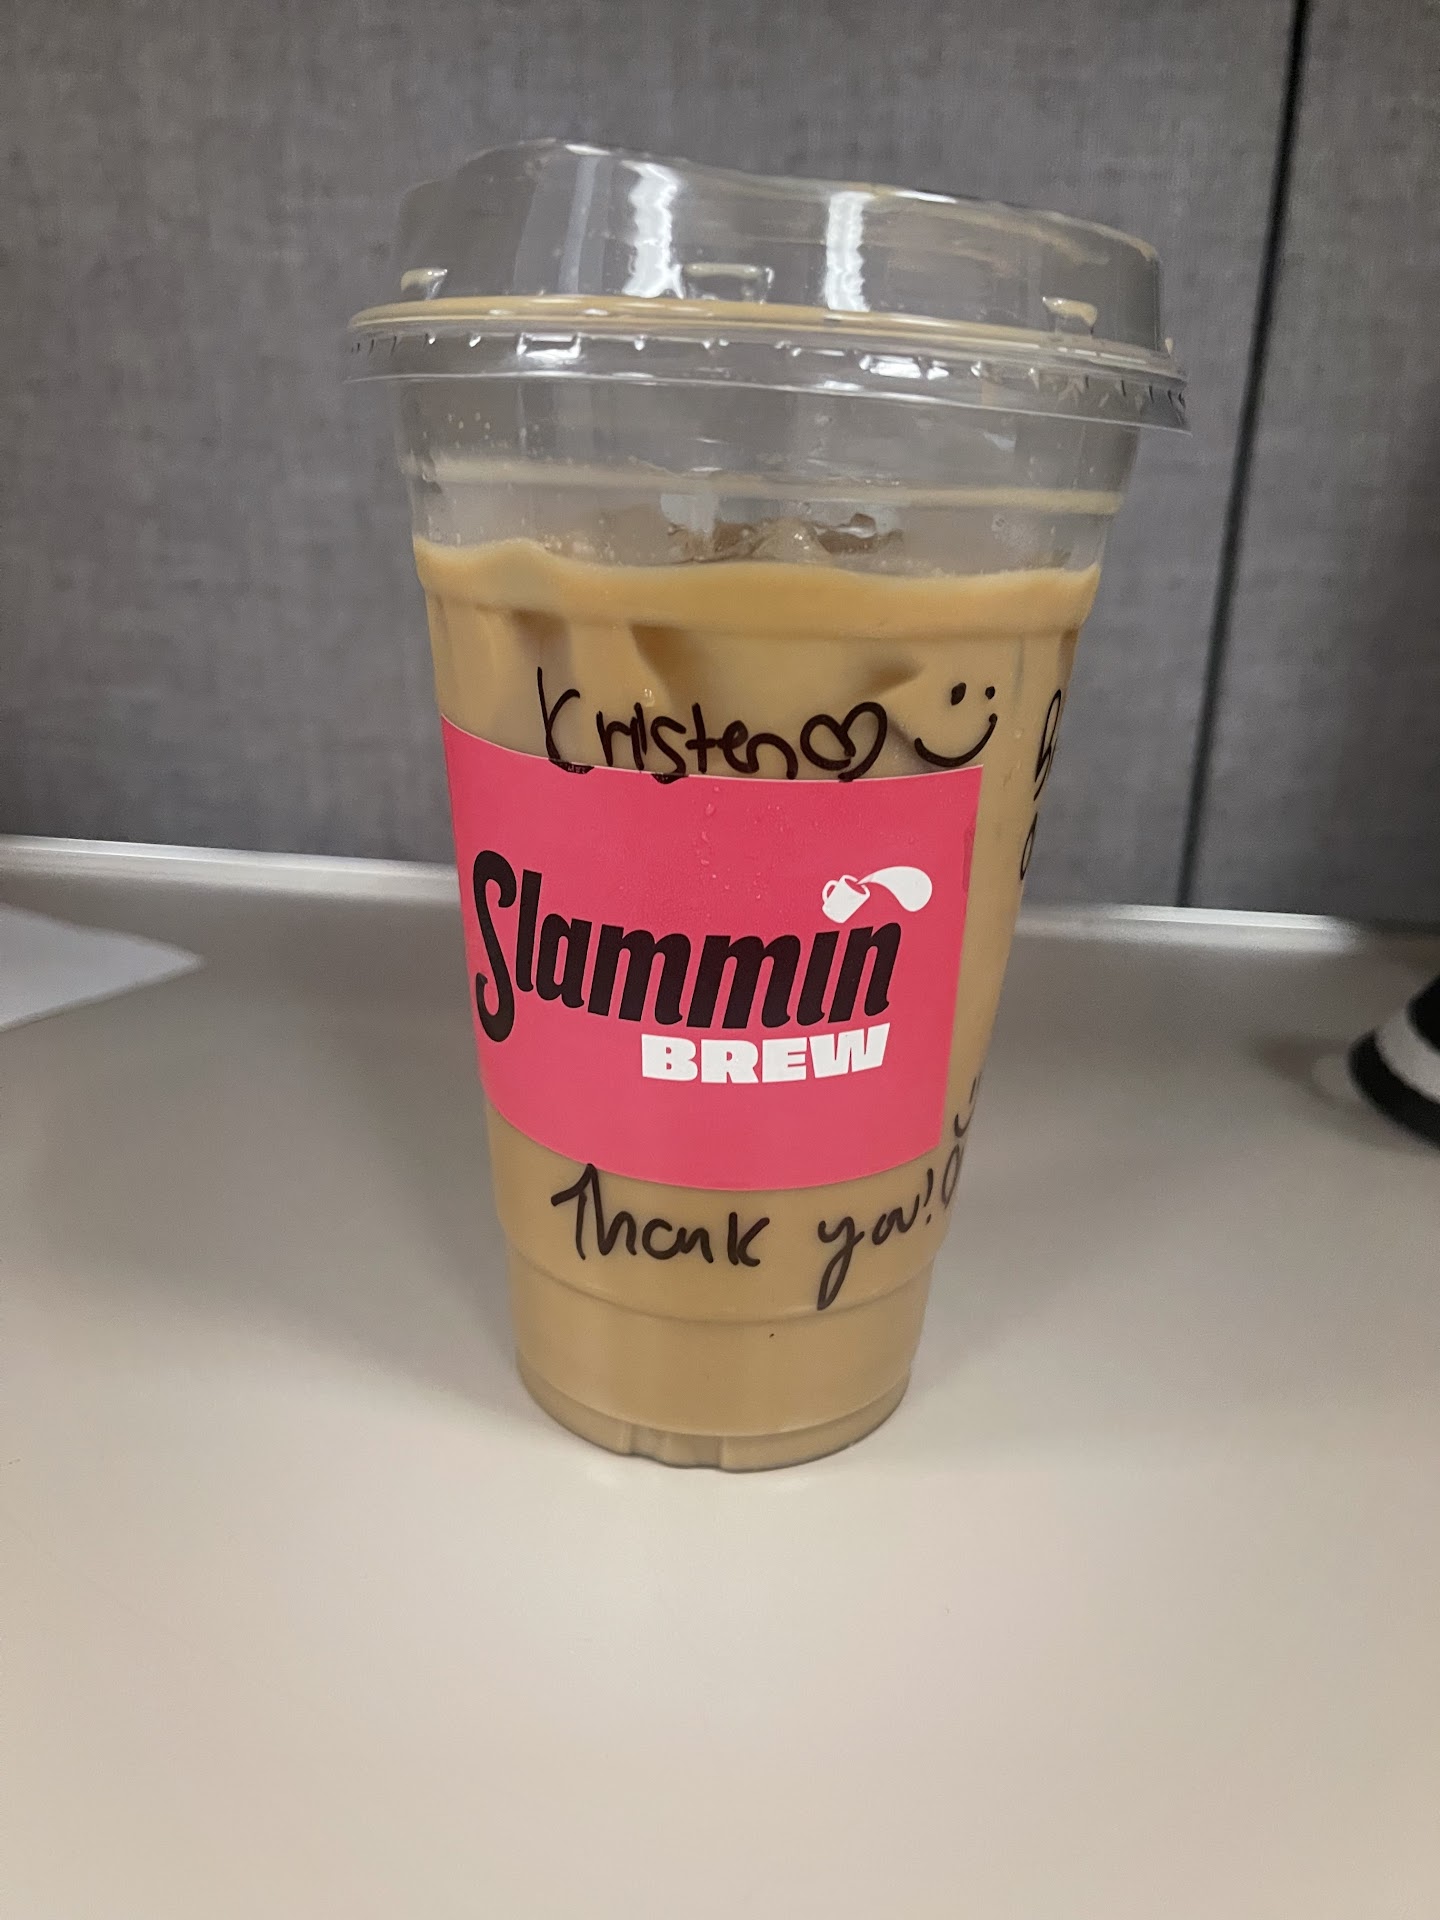 Kristen
Slammin
BREW
Thank you!